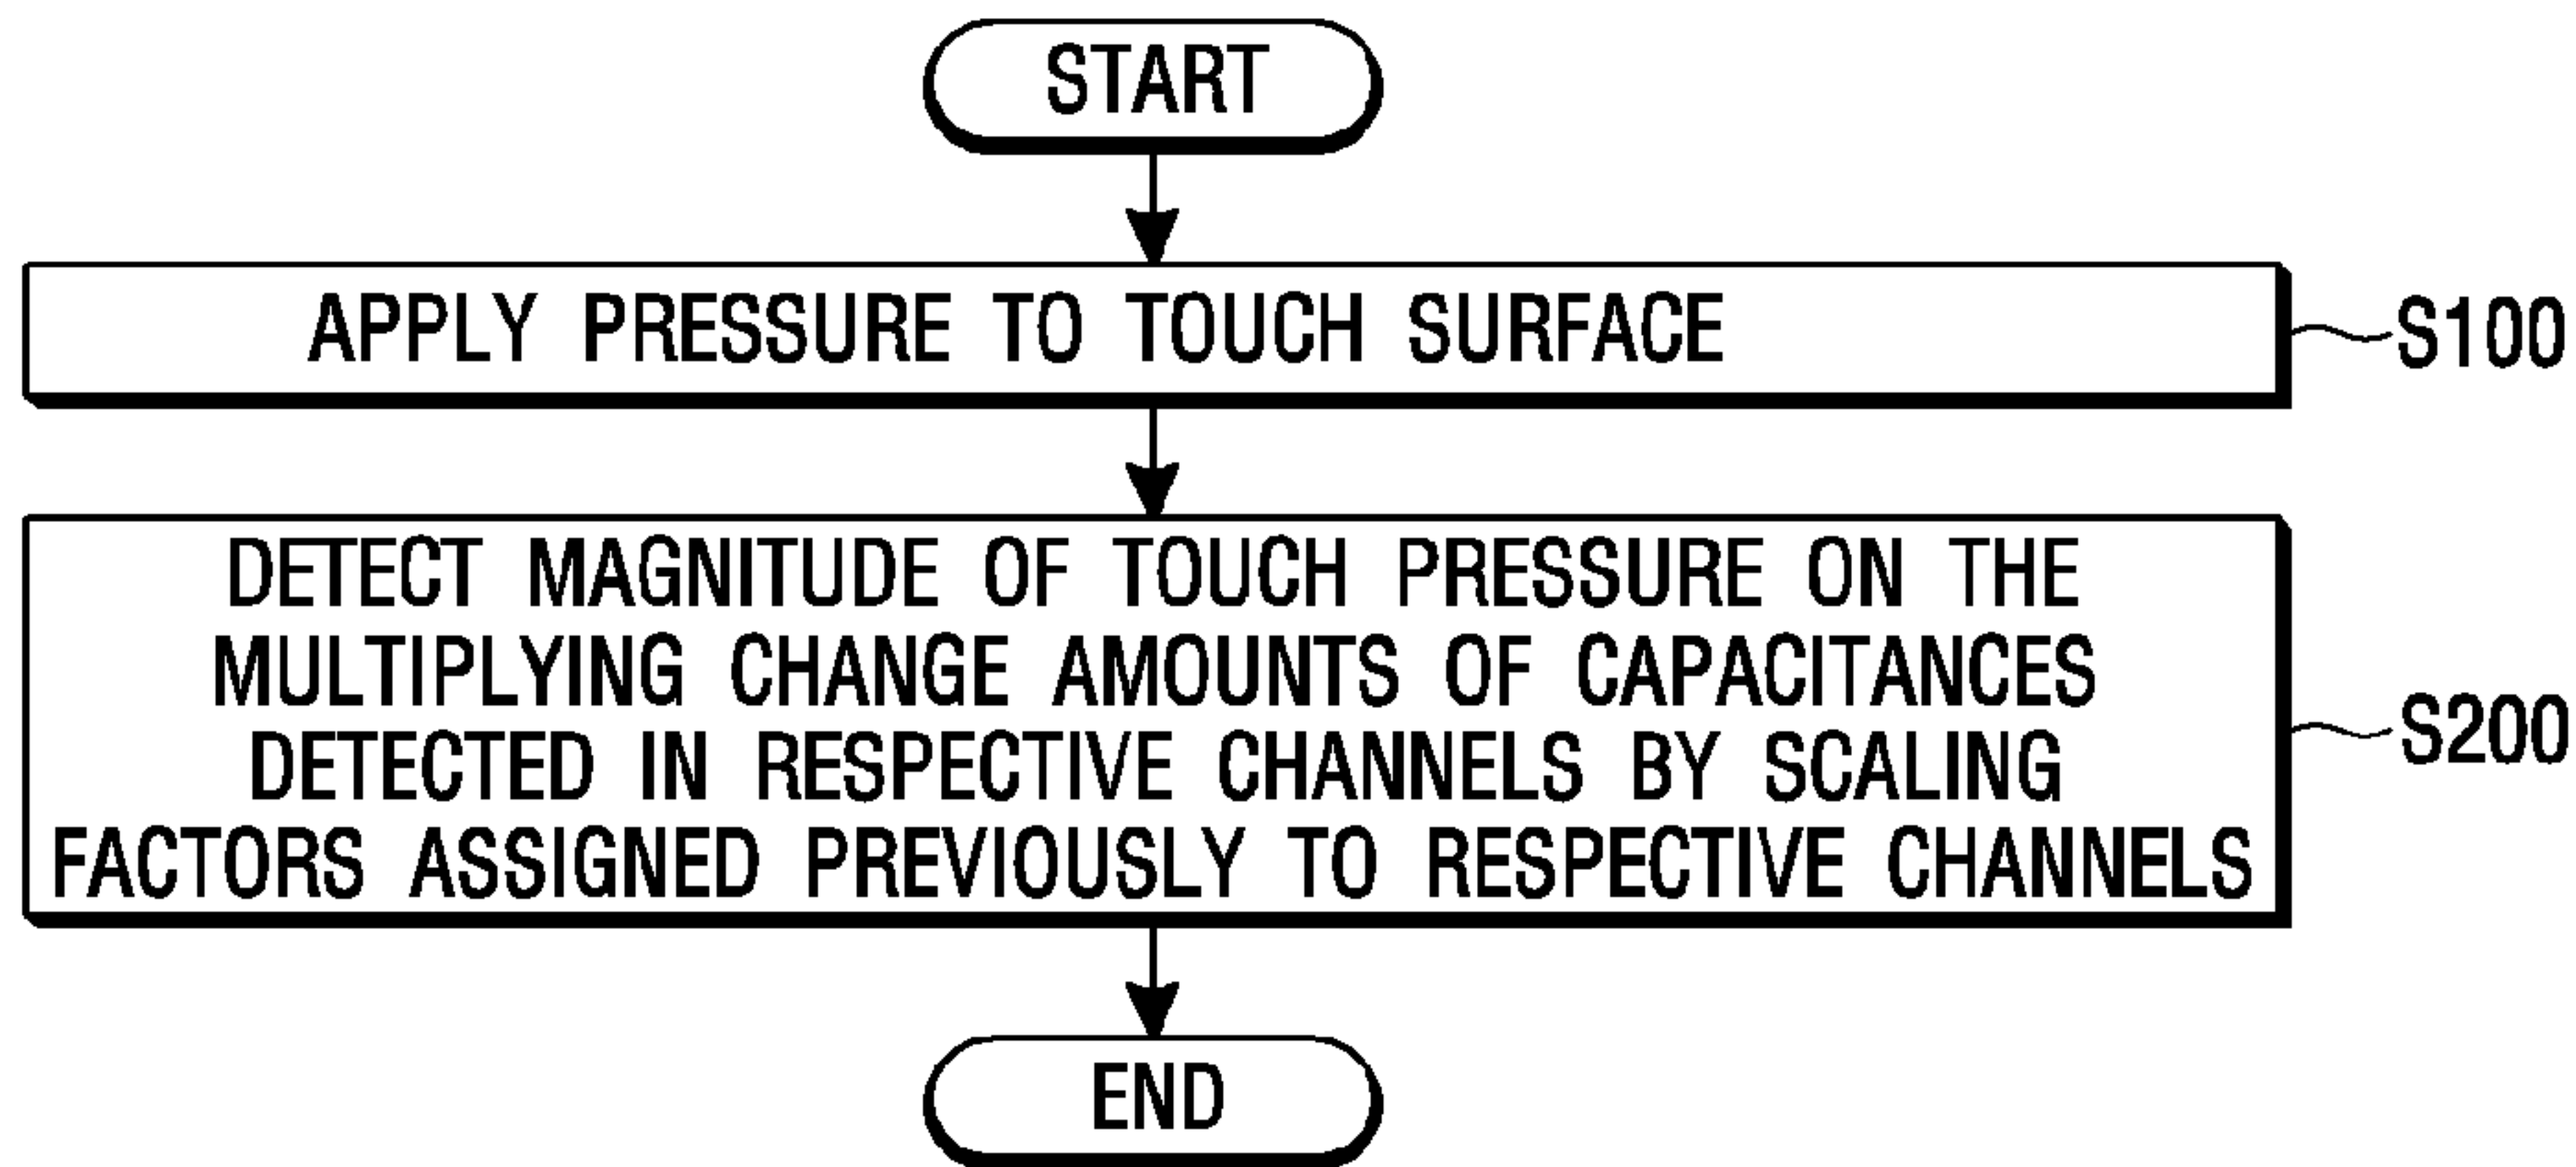 START
APPLY PRESSURE TO TOUCH SURFACE
S100
DETECT MAGNITUDE OF TOUCH PRESSURE ON THE
MULTIPLYING CHANGE AMOUNTS OF CAPACITANCES
DETECTED IN RESPECTIVE CHANNELS BY SCALING
FACTORS ASSIGNED PREVIOUSLY TO RESPECTIVE CHANNELS
S200
END